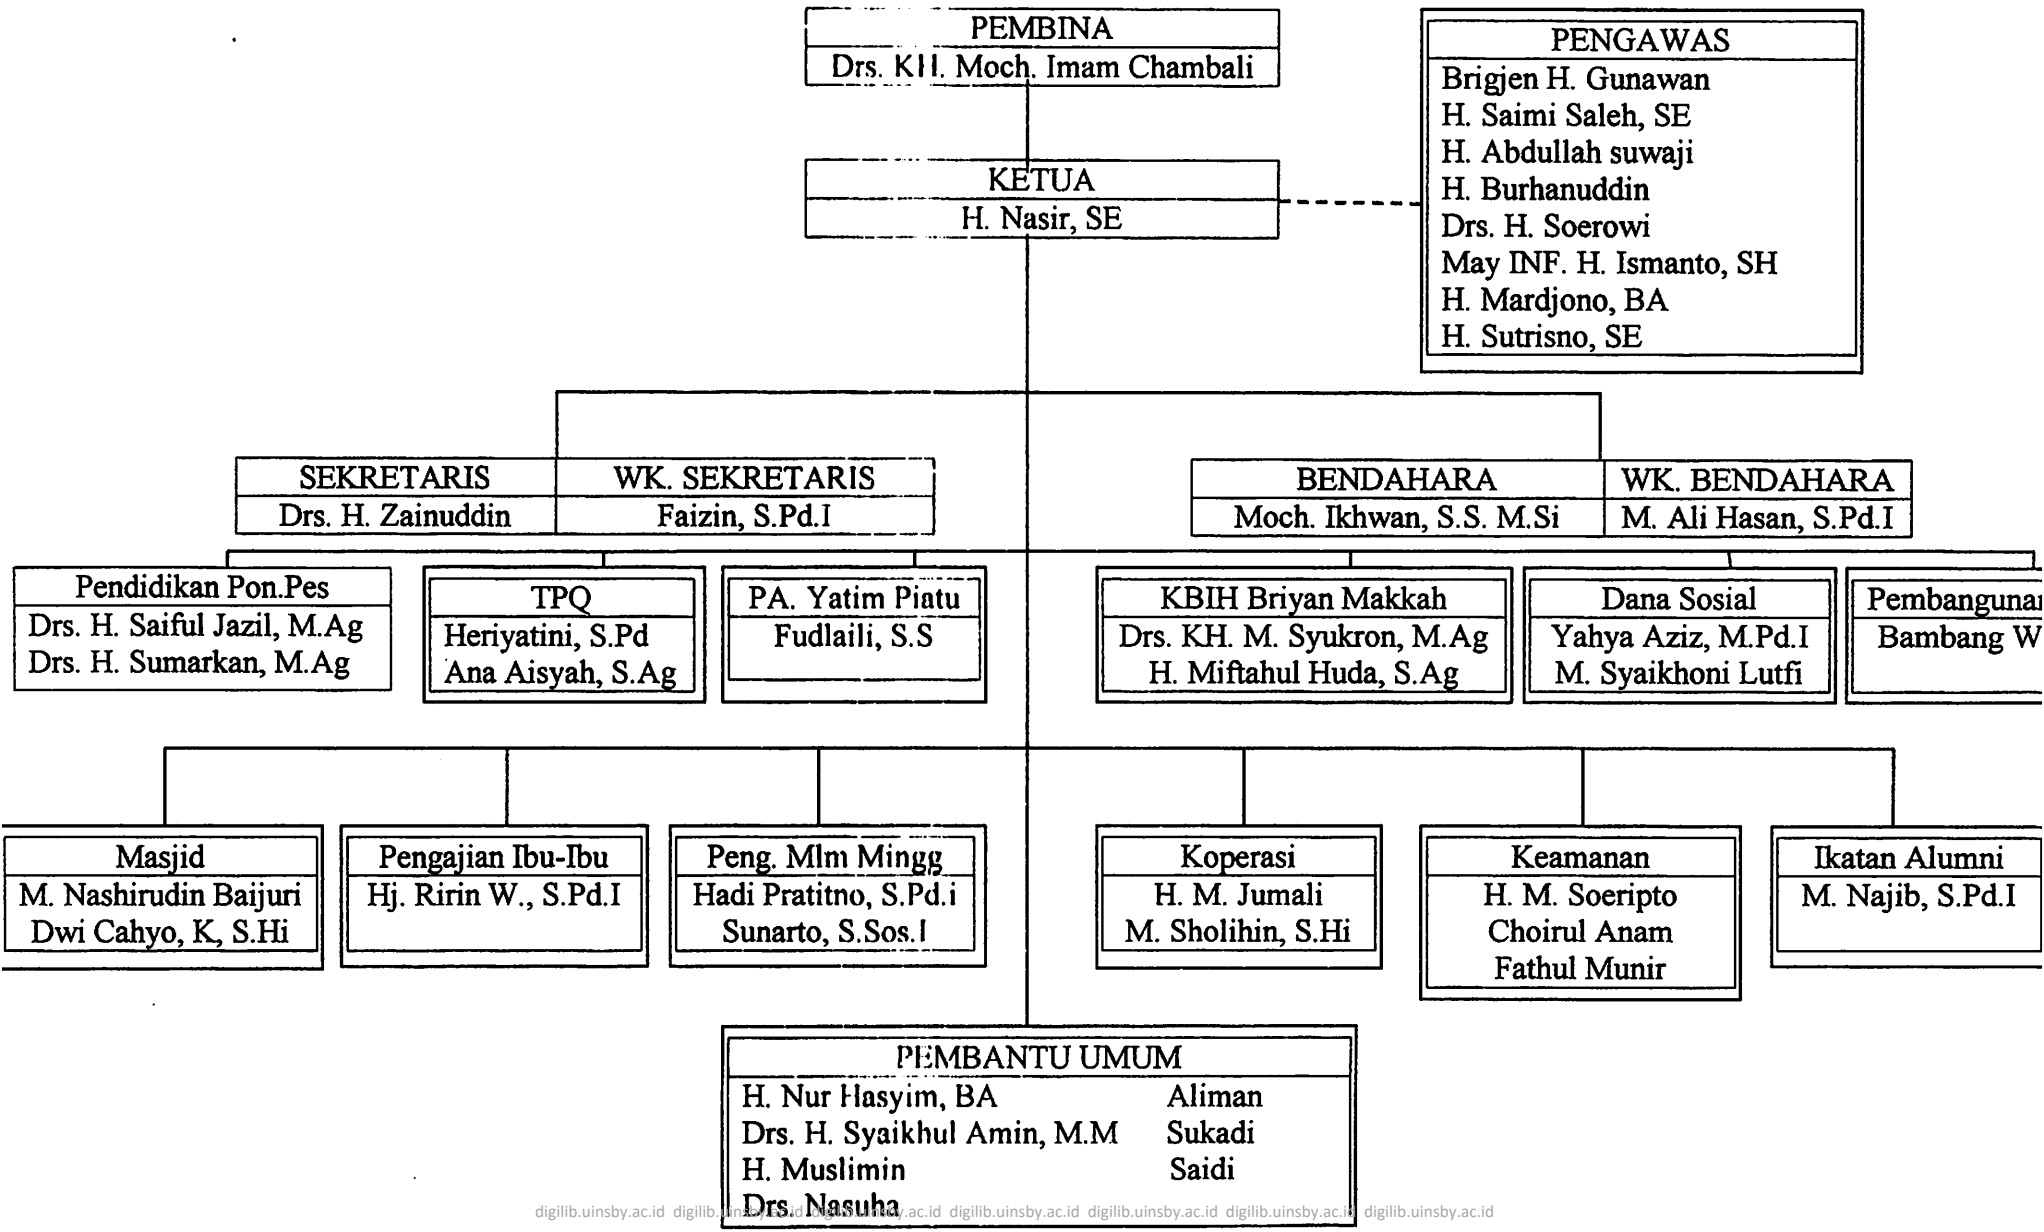 PEMBINA
Drs. KH. Moch. Imam Chambali
PENGAWAS
Brigjen H. Gunawan
H. Saimi Saleh, SE
H. Abdullah suwaji
H. Burhanuddin
Drs. H. Soerowi
May INF. H. Ismanto, SH
H. Mardjono, BA
H. Sutrisno, SE
KETUA
H. Nasir, SE
SEKRETARIS
Drs. H. Zainuddin
WK. SEKRETARIS
Faizin, S.Pd.I
BENDAHARA
Moch. Ikhwan, S.S. M.Si
WK. BENDAHARA
M. Ali Hasan, S.Pd.I
Pendidikan Pon.Pes
Drs. H. Saiful Jazil, M.Ag
Drs. H. Sumarkan, M.Ag
TPQ
Heriyatini, S.Pd
Ana Aisyah, S.Ag
PA. Yatim Piatu
Fudlaili, S.S
KBIH Briyan Makkah
Drs. KH. M. Syukron, M.Ag
H. Miftahul Huda, S.Ag
Dana Sosial
Yahya Aziz, M.Pd.I
M. Syaikhoni Lutfi
Pembangunan
Bambang W
Masjid
M. Nashirudin Baijuri
Dwi Cahyo, K, S.Hi
Pengajian Ibu-Ibu
Hj. Ririn W., S.Pd.I
Peng. Mlm Mingg
Hadi Pratitno, S.Pd.i
Sunarto, S.Sos.I
Koperasi
H. M. Jumali
M. Sholihin, S.Hi
Keamanan
H. M. Soeripto
Choirul Anam
Fathul Munir
Ikatan Alumni
M. Najib, S.Pd.I
PEMBANTU UMUM
H. Nur Hasyim, BA
Drs. H. Syaikhul Amin, M.M
H. Muslimin
Drs. Nasuha
Aliman
Sukadi
Saidi
digilib.uinsby.ac.id digilib.uinsby.ac.id digilib.uinsby.ac.id digilib.uinsby.ac.id digilib.uinsby.ac.id digilib.uinsby.ac.id digilib.uinsby.ac.id